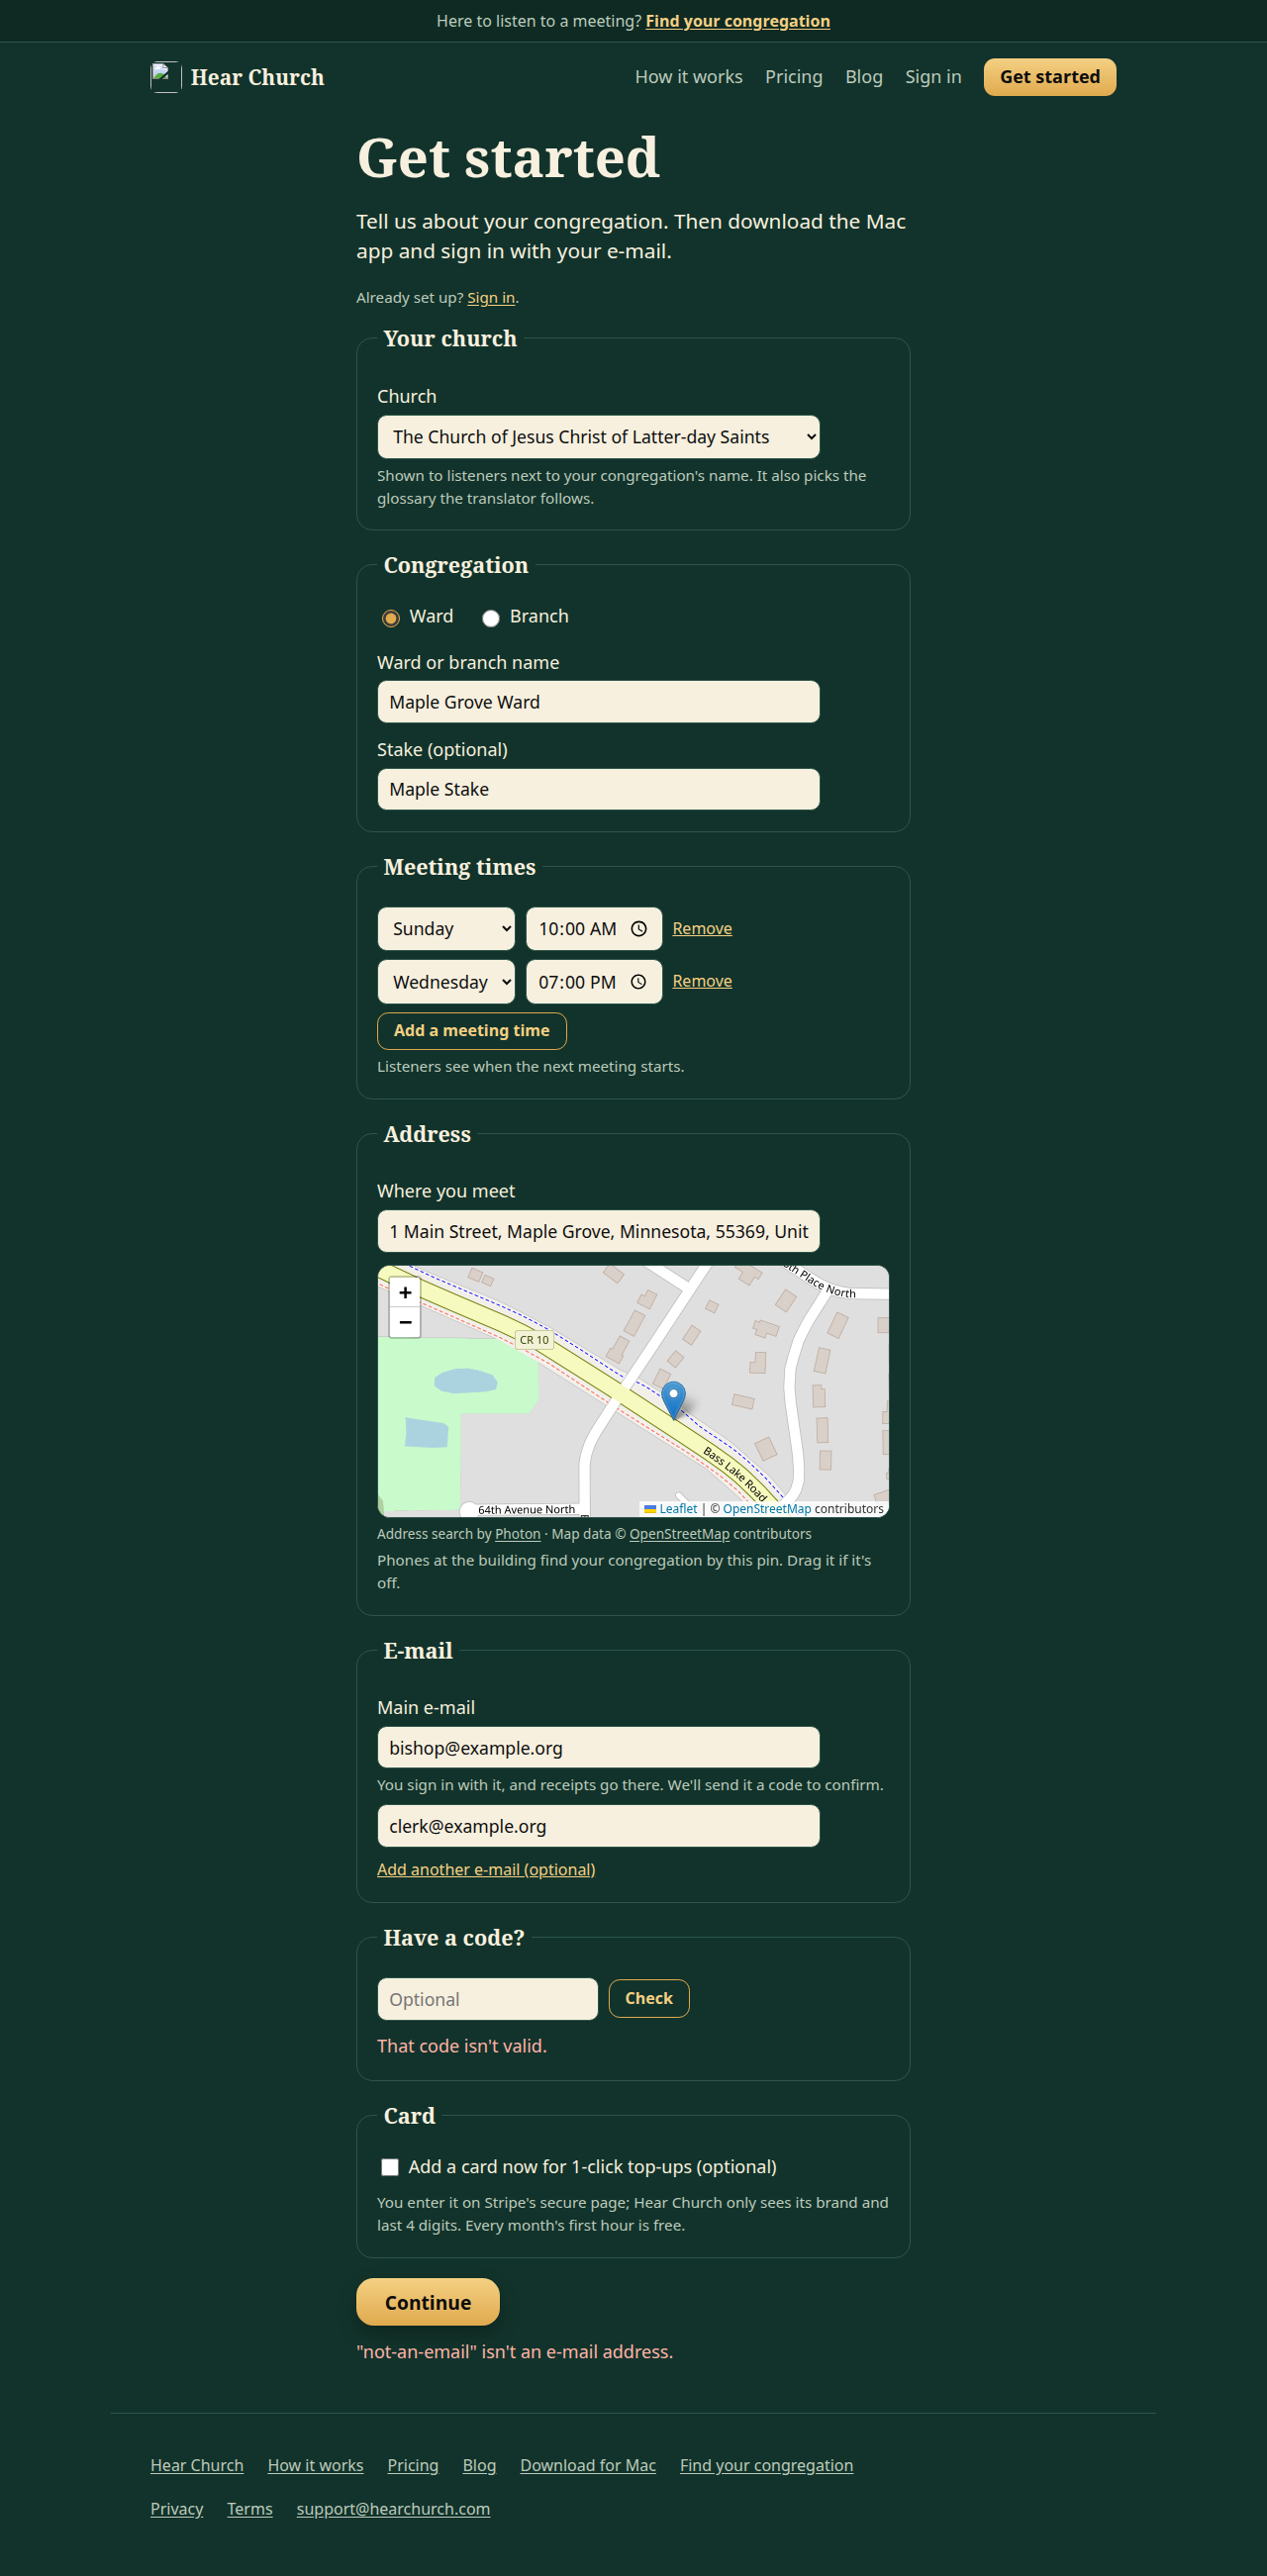 Here to listen to a meeting? Find your congregation
Hear Church
How it works Pricing Blog Sign in Get started
Get started
Tell us about your congregation. Then download the Mac
app and sign in with your e-mail.
Already set up? Sign in.
Your church
Church
The Church of Jesus Christ of Latter-day Saints
Shown to listeners next to your congregation's name. It also picks the
glossary the translator follows.
Congregation
Ward Branch
Ward or branch name
Maple Grove Ward
Stake (optional)
Maple Stake
Meeting times
Sunday 10:00 AM Remove
Wednesday 07:00 PM Remove
Add a meeting time
Listeners see when the next meeting starts.
Address
Where you meet
1 Main Street, Maple Grove, Minnesota, 55369, Unit
Place North
+
−
CR 10
Bass Lake Road
64th Avenue North
Leaflet | © OpenStreetMap contributors
Address search by Photon · Map data © OpenStreetMap contributors
Phones at the building find your congregation by this pin. Drag it if it's
off.
E-mail
Main e-mail
bishop@example.org
You sign in with it, and receipts go there. We'll send it a code to confirm.
clerk@example.org
Add another e-mail (optional)
Have a code?
Optional Check
That code isn't valid.
Card
Add a card now for 1-click top-ups (optional)
You enter it on Stripe's secure page; Hear Church only sees its brand and
last 4 digits. Every month's first hour is free.
Continue
"not-an-email" isn't an e-mail address.
Hear Church How it works Pricing Blog Download for Mac Find your congregation
Privacy Terms support@hearchurch.com